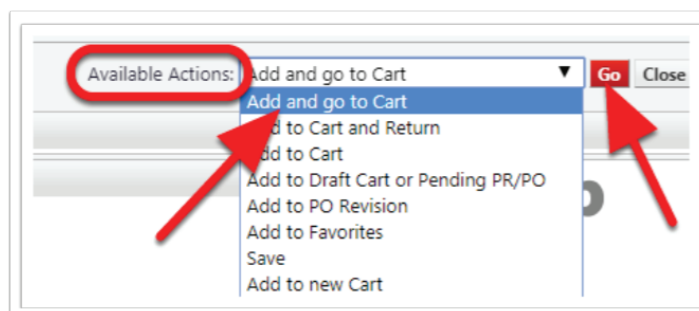 Available Actions: Add and go to Cart Go Close
Add and go to Cart
Add to Cart and Return
Add to Cart
Add to Draft Cart or Pending PR/PO
Add to PO Revision
Add to Favorites
Save
Add to new Cart